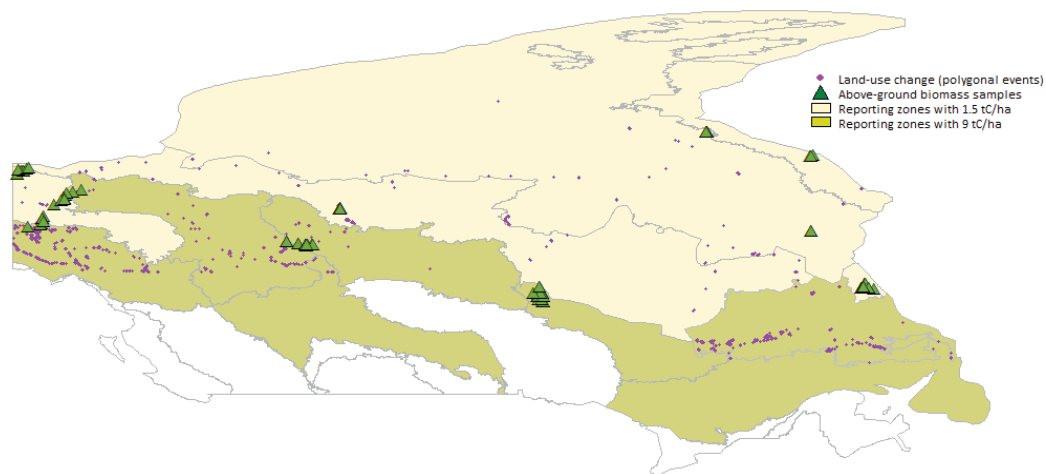 Land-use change (polygonal events)
Above-ground biomass samples
Reporting zones with 1.5 tC/ha
Reporting zones with 9 tC/ha